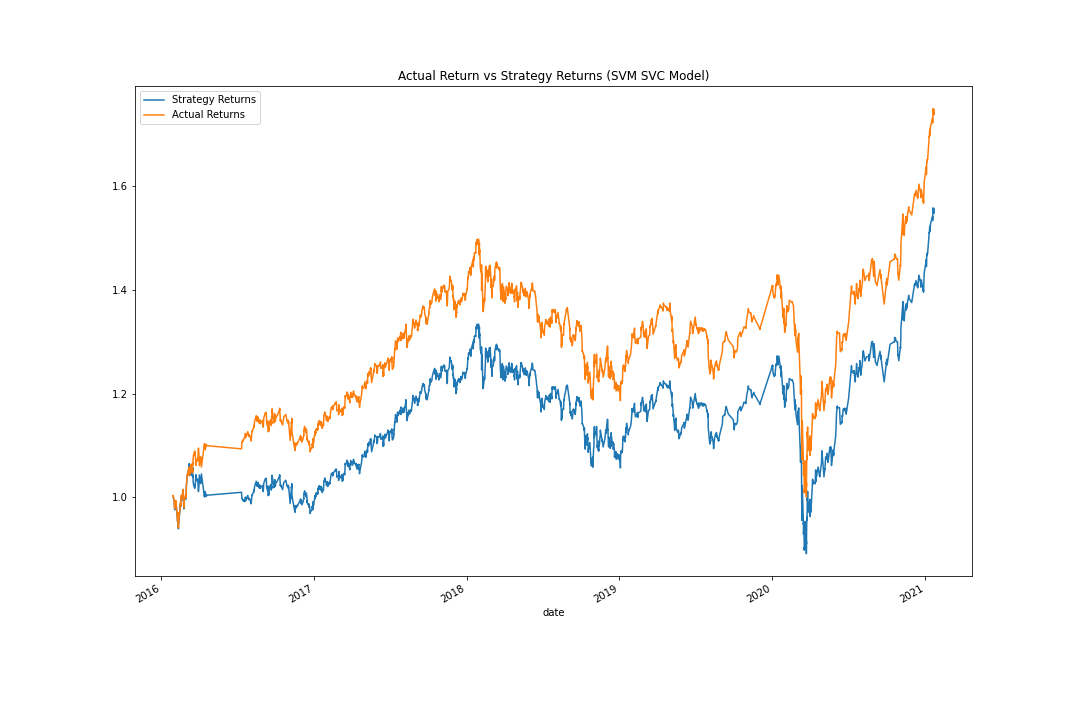 Actual Return vs Strategy Returns (SVM SVC Model)
Strategy Returns
Actual Returns
1.6
1.4
1.2
1.0
2016 2017 2018 2019 2020 2021
date